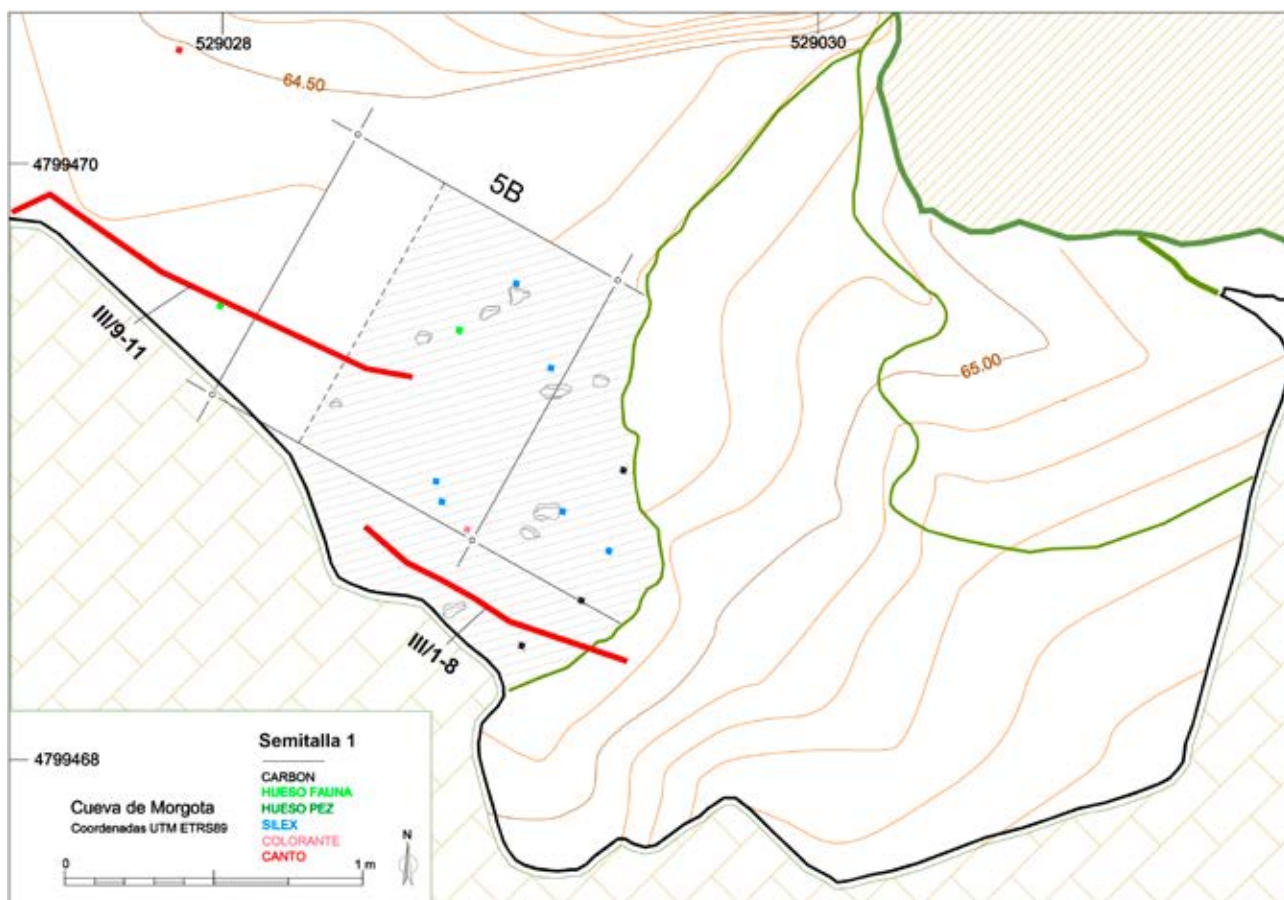 529028
529030
64.50
4799470
5B
III/9-11
65.00
III/1-8
4799468
Semitalla 1
CARBON
HUESO FAUNA
HUESO PEZ
SILEX
COLORANTE
CANTO
Cueva de Morgota
Coordenadas UTM ETRS89
N
0 1 m